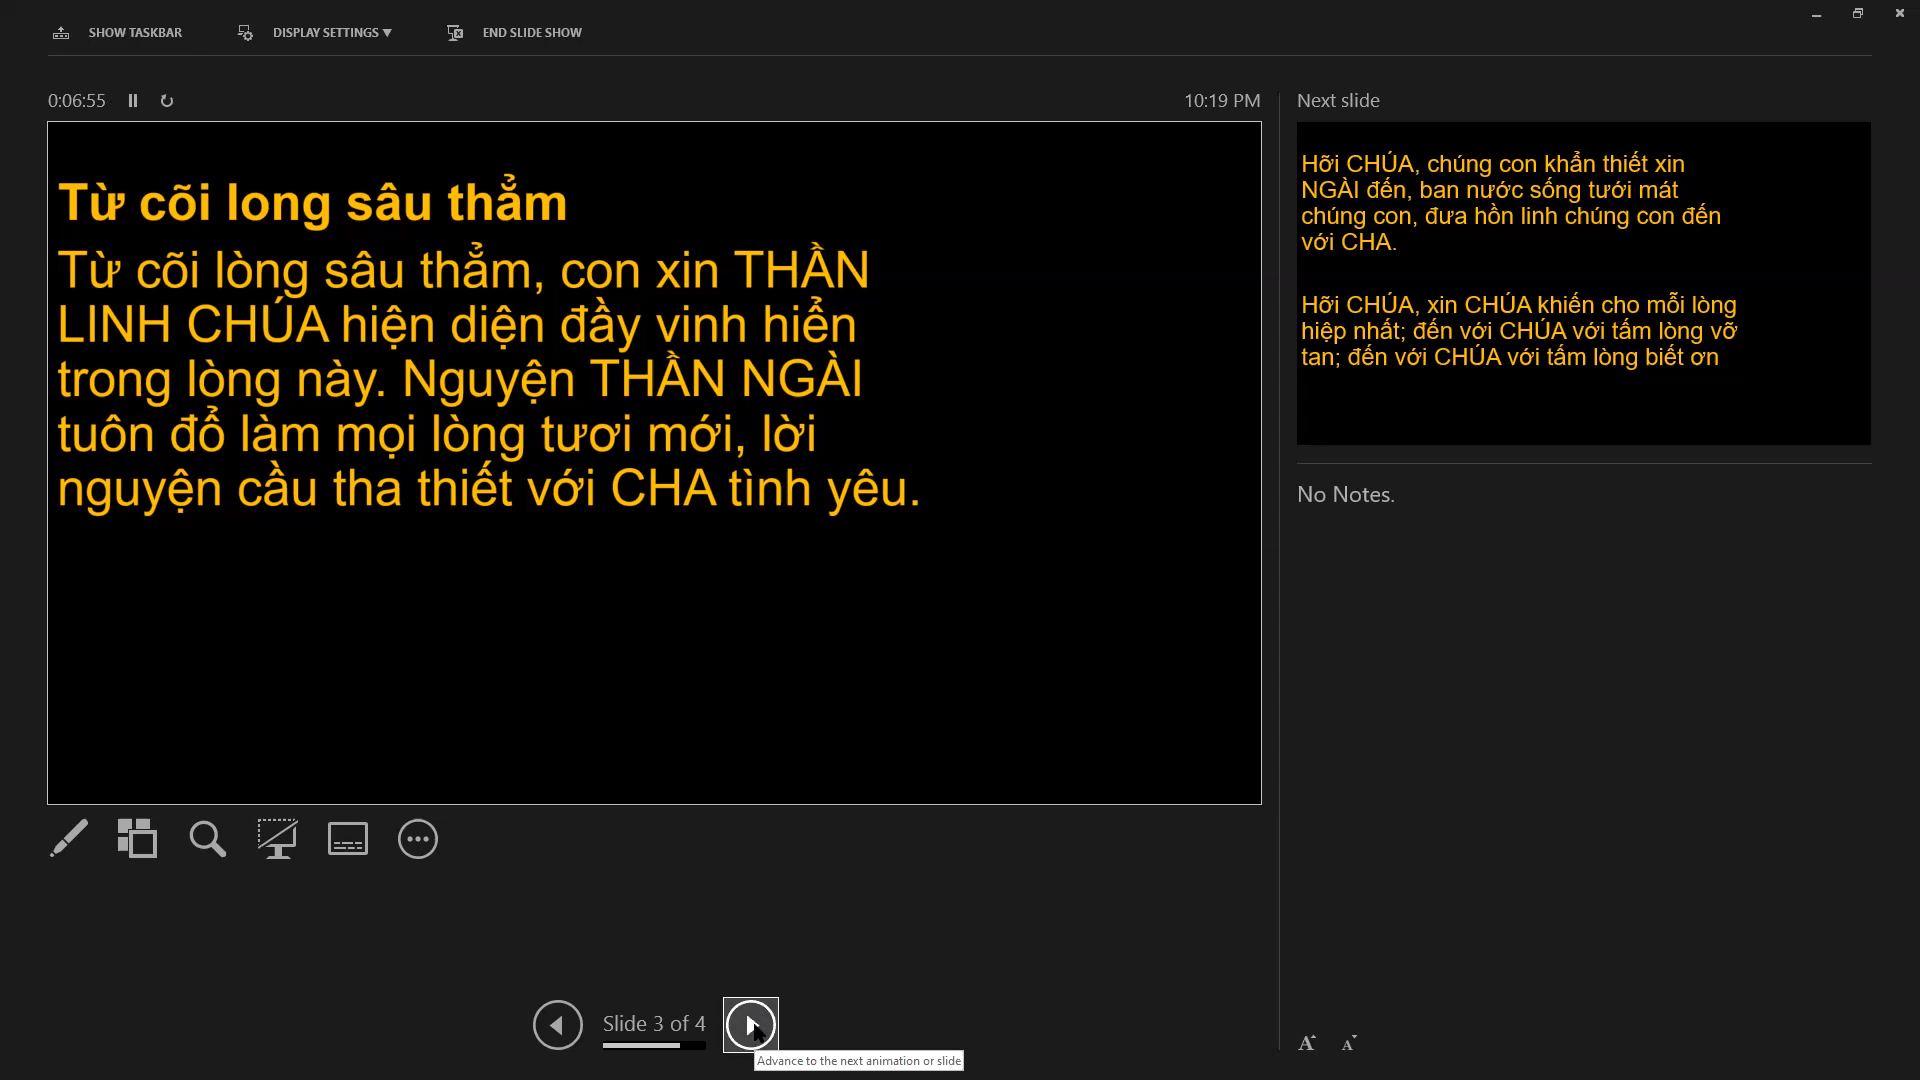 SHOW TASKBAR
DISPLAY SETTINGS ▼
END SLIDE SHOW
0:06:55
10:19 PM
Từ cõi long sâu thẳm
Từ cõi lòng sâu thẳm, con xin THẦN
LINH CHÚA hiện diện đầy vinh hiển
trong lòng này. Nguyện THẦN NGÀI
tuôn đổ làm mọi lòng tươi mới, lời
nguyện cầu tha thiết với CHA tình yêu.
Slide 3 of 4
Advance to the next animation or slide
Next slide
Hỡi CHÚA, chúng con khẩn thiết xin
NGÀI đến, ban nước sống tưới mát
chúng con, đưa hồn linh chúng con đến
với CHA.
Hỡi CHÚA, xin CHÚA khiến cho mỗi lòng
hiệp nhất; đến với CHÚA với tấm lòng vỡ
tan; đến với CHÚA với tấm lòng biết ơn
No Notes.
A A